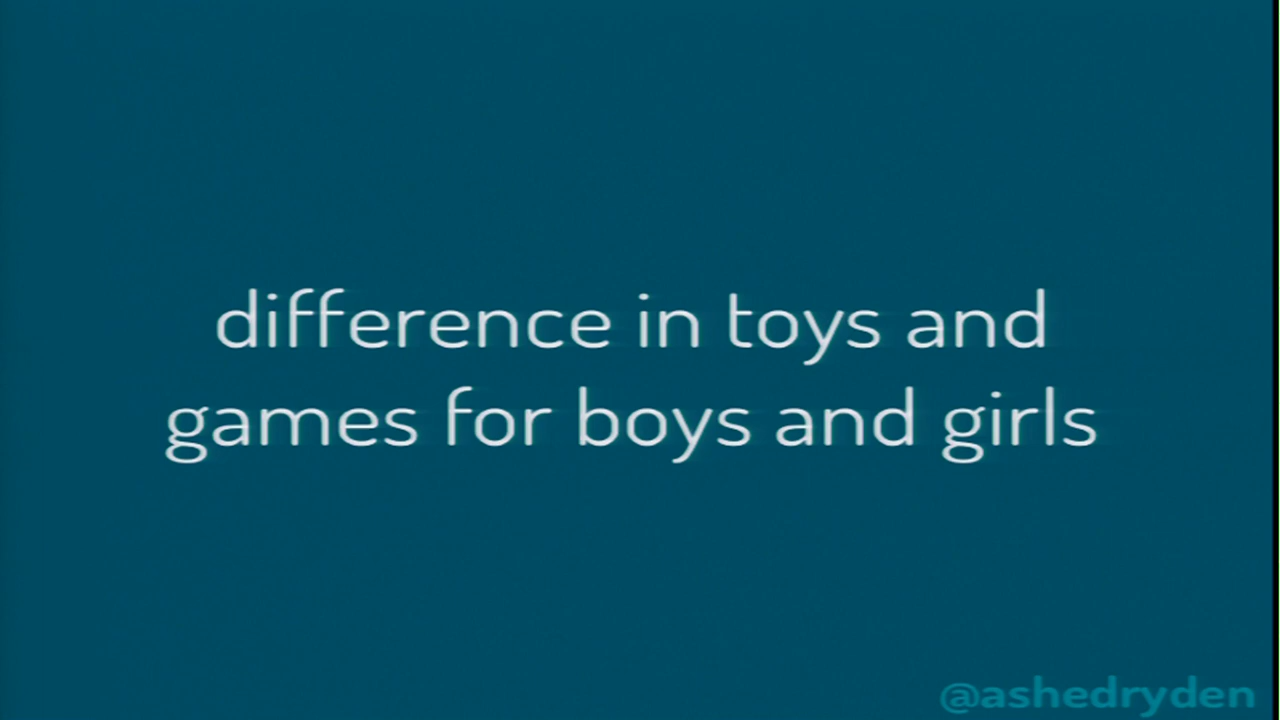 difference in toys and
games for boys and girls
@ashedryden